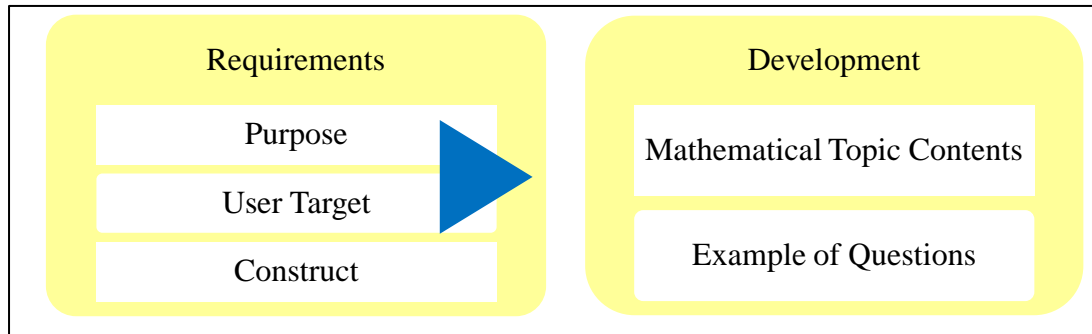 Requirements
Purpose
User Target
Construct
Development
Mathematical Topic Contents
Example of Questions